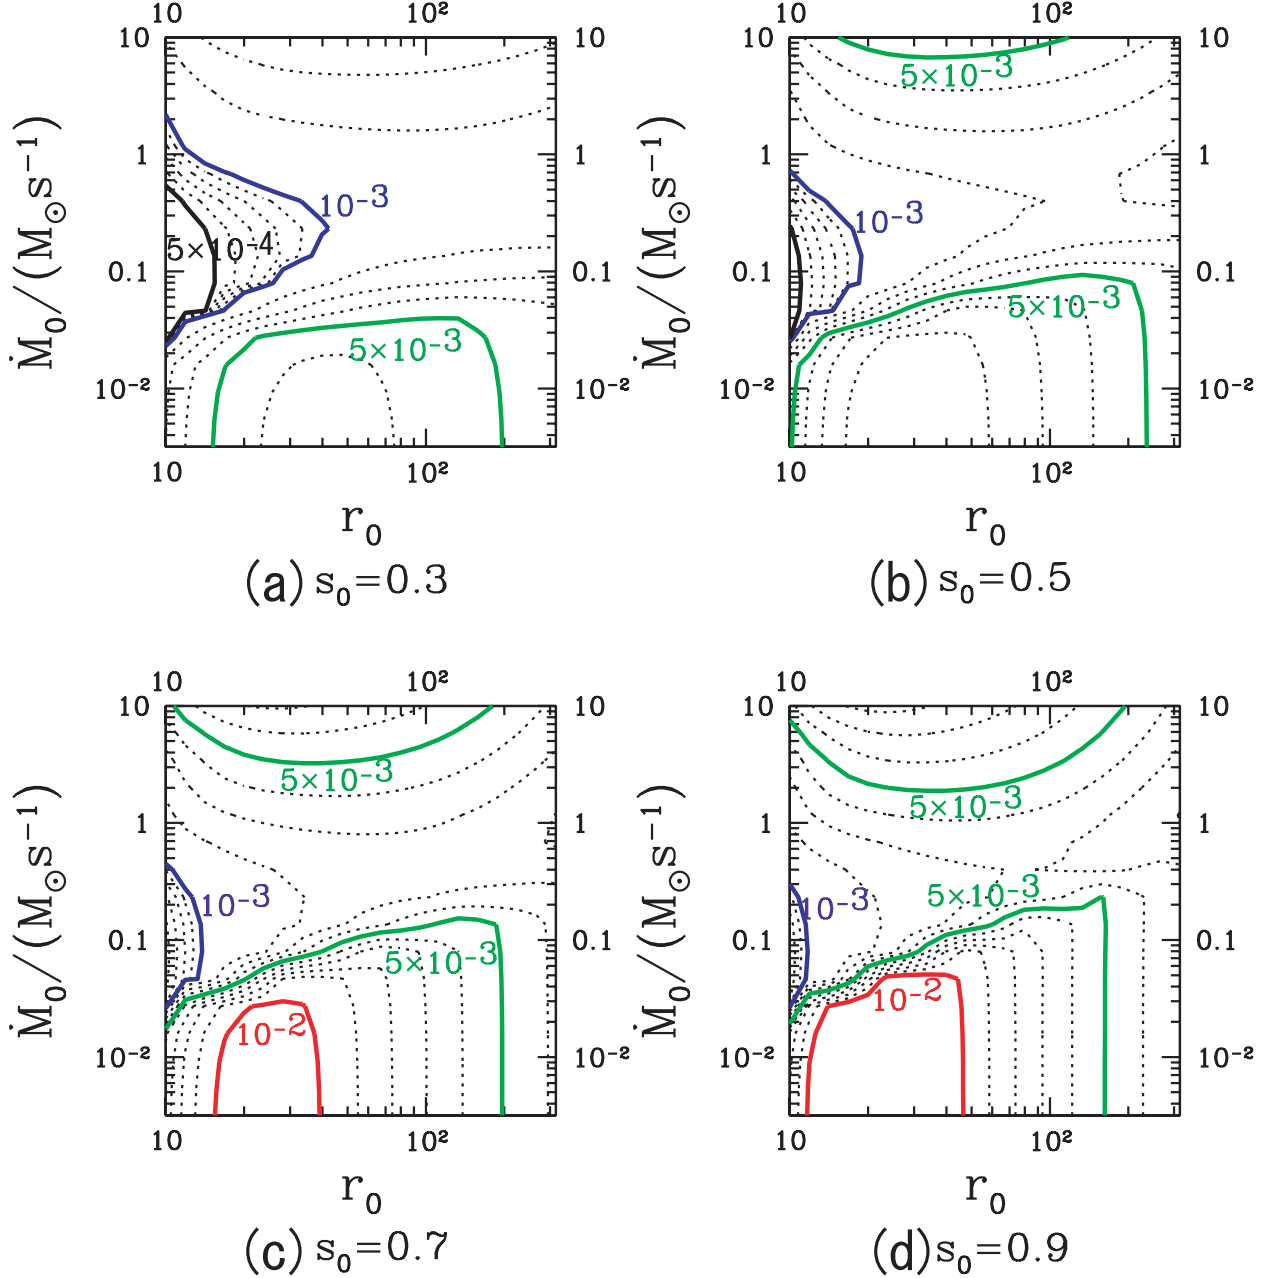 10 10² 10 10²
10 10 10 10
5×10⁻³
1 1 1 1
10⁻³ 10⁻³
5×10⁻⁴
0.1 0.1 0.1 0.1
5×10⁻³
5×10⁻³
10⁻² 10⁻² 10⁻² 10⁻²
Ṁ₀/(M☉s⁻¹) Ṁ₀/(M☉s⁻¹)
10 10² 10 10²
r₀ r₀
(a) s₀=0.3 (b) s₀=0.5
10 10² 10 10²
10 10 10 10
5×10⁻³ 5×10⁻³
1 1 1 1
10⁻³ 10⁻³ 5×10⁻³
0.1 0.1 0.1 0.1
5×10⁻³
10⁻² 10⁻²
10⁻² 10⁻² 10⁻² 10⁻²
Ṁ₀/(M☉s⁻¹) Ṁ₀/(M☉s⁻¹)
10 10² 10 10²
r₀ r₀
(c) s₀=0.7 (d) s₀=0.9